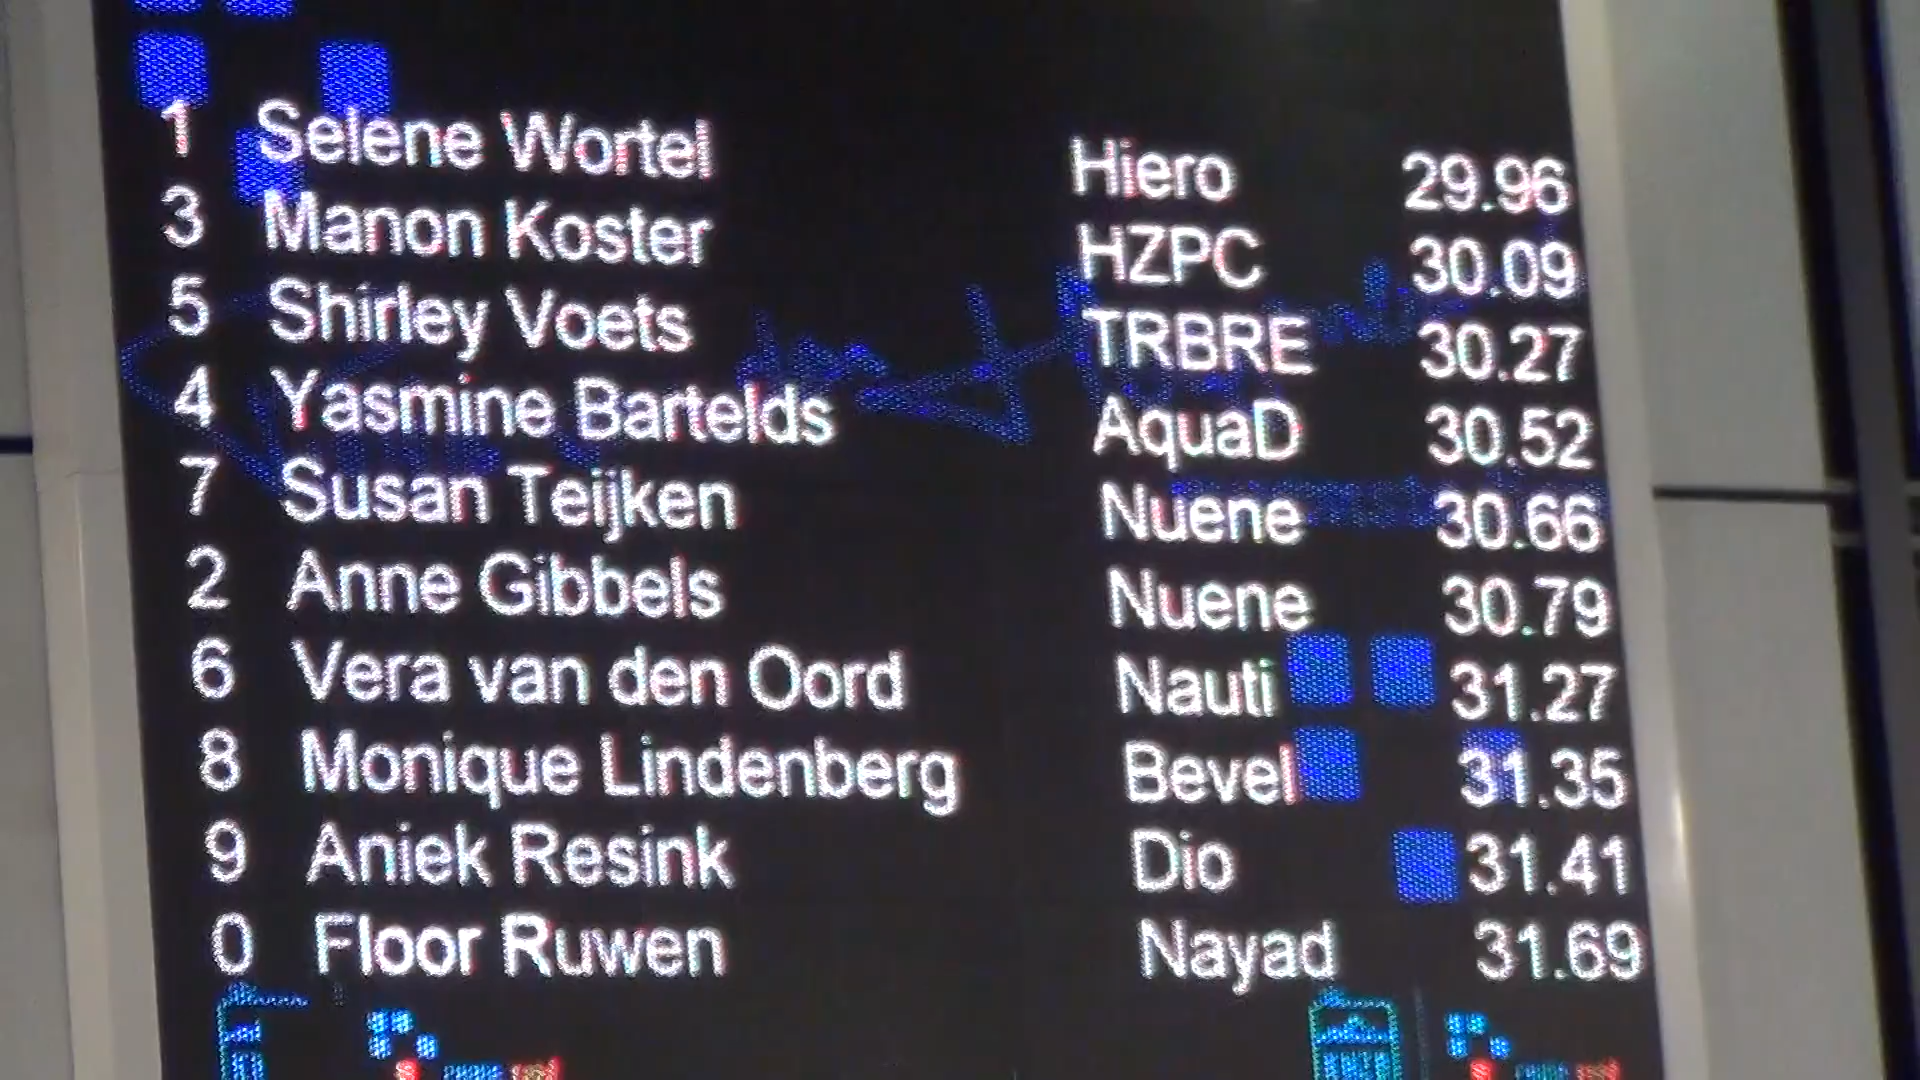 1 Selene Wortel Hiero 29.96
3 Manon Koster HZPC 30.09
5 Shirley Voets TRBRE 30.27
4 Yasmine Bartelds AquaD 30.52
7 Susan Teijken Nuene 30.66
2 Anne Gibbels Nuene 30.79
6 Vera van den Oord Nauti 31.27
8 Monique Lindenberg Bevel 31.35
9 Aniek Resink Dio 31.41
0 Floor Ruwen Nayad 31.69